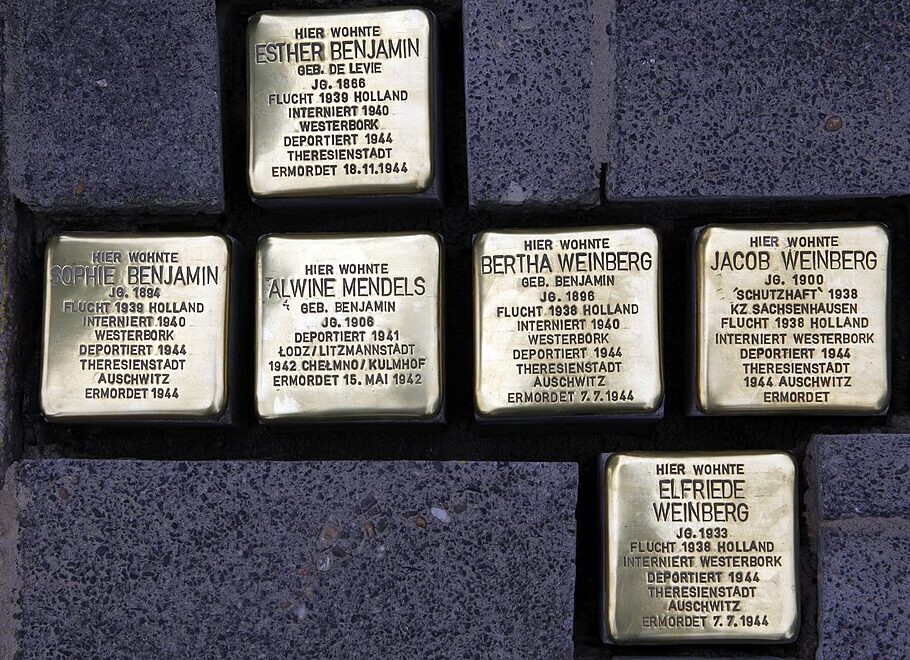 HIER WOHNTE
ESTHER BENJAMIN
GEB. DE LEVIE
JG. 1866
FLUCHT 1939 HOLLAND
INTERNIERT 1940
WESTERBORK
DEPORTIERT 1944
THERESIENSTADT
ERMORDET 18.11.1944
HIER WOHNTE
SOPHIE BENJAMIN
JG. 1894
FLUCHT 1939 HOLLAND
INTERNIERT 1940
WESTERBORK
DEPORTIERT 1944
THERESIENSTADT
AUSCHWITZ
ERMORDET 1944
HIER WOHNTE
ALWINE MENDELS
GEB. BENJAMIN
JG. 1906
DEPORTIERT 1941
ŁODZ/LITZMANNSTADT
1942 CHEŁMNO/KULMHOF
ERMORDET 15. MAI 1942
HIER WOHNTE
BERTHA WEINBERG
GEB. BENJAMIN
JG. 1896
FLUCHT 1938 HOLLAND
INTERNIERT 1940
WESTERBORK
DEPORTIERT 1944
THERESIENSTADT
AUSCHWITZ
ERMORDET 7.7.1944
HIER WOHNTE
JACOB WEINBERG
JG. 1900
"SCHUTZHAFT" 1938
KZ SACHSENHAUSEN
FLUCHT 1938 HOLLAND
INTERNIERT WESTERBORK
DEPORTIERT 1944
THERESIENSTADT
1944 AUSCHWITZ
ERMORDET
HIER WOHNTE
ELFRIEDE
WEINBERG
JG. 1933
FLUCHT 1938 HOLLAND
INTERNIERT WESTERBORK
DEPORTIERT 1944
THERESIENSTADT
AUSCHWITZ
ERMORDET 7.7.1944